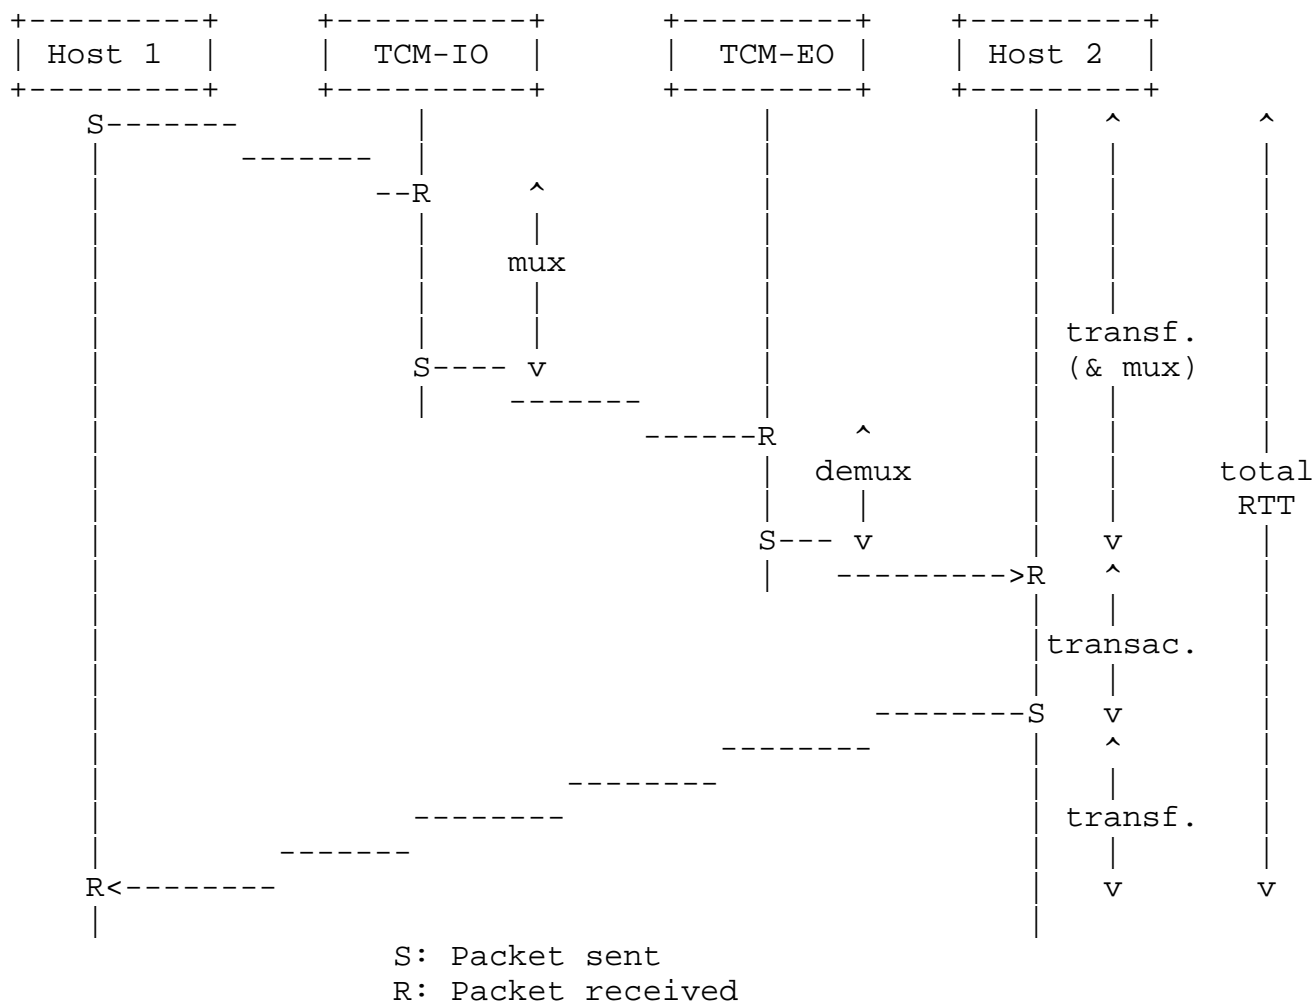 Host 1 TCM-IO TCM-EO Host 2
S
R
mux
transf.
S v (& mux)
R
demux total
RTT
S v v
R
transac.
S v
transf.
R v v
S: Packet sent
R: Packet received